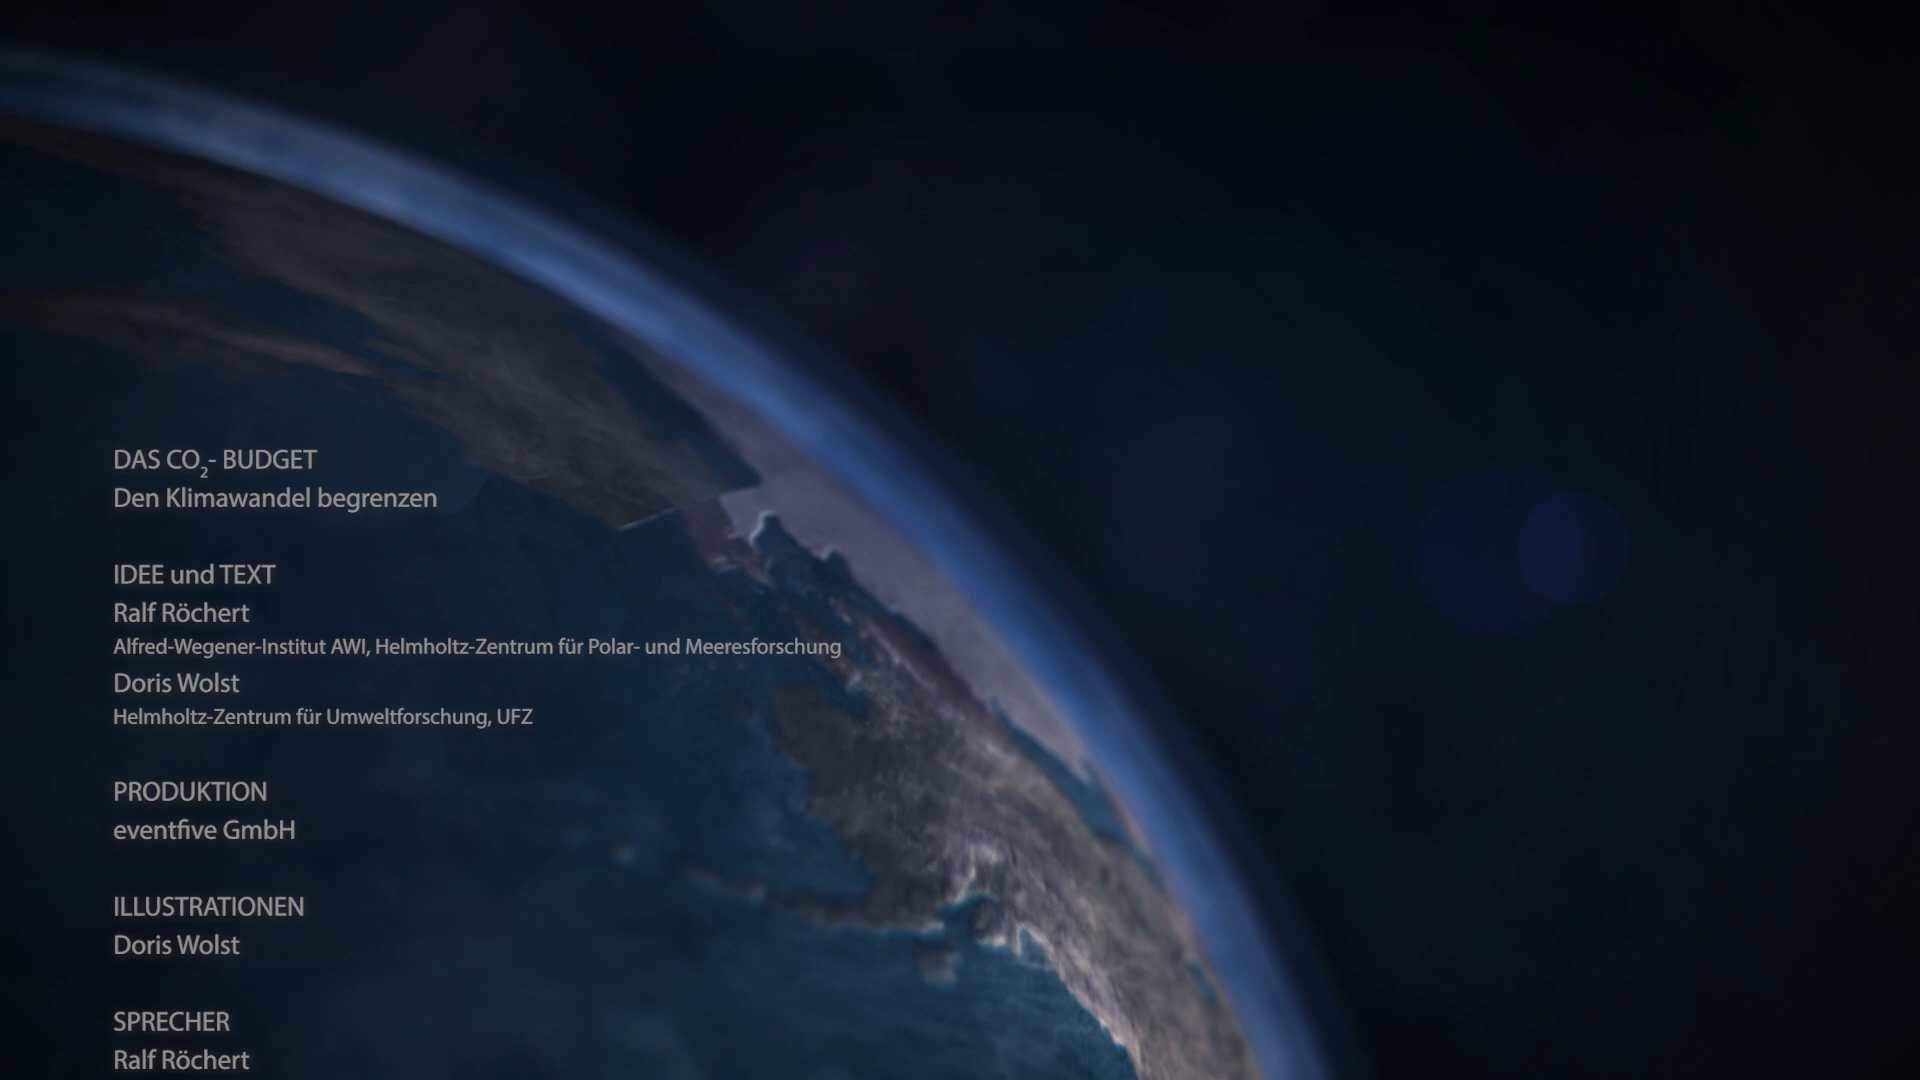 DAS CO₂- BUDGET
Den Klimawandel begrenzen
IDEE und TEXT
Ralf Röchert
Alfred-Wegener-Institut AWI, Helmholtz-Zentrum für Polar- und Meeresforschung
Doris Wolst
Helmholtz-Zentrum für Umweltforschung, UFZ
PRODUKTION
eventfive GmbH
ILLUSTRATIONEN
Doris Wolst
SPRECHER
Ralf Röchert